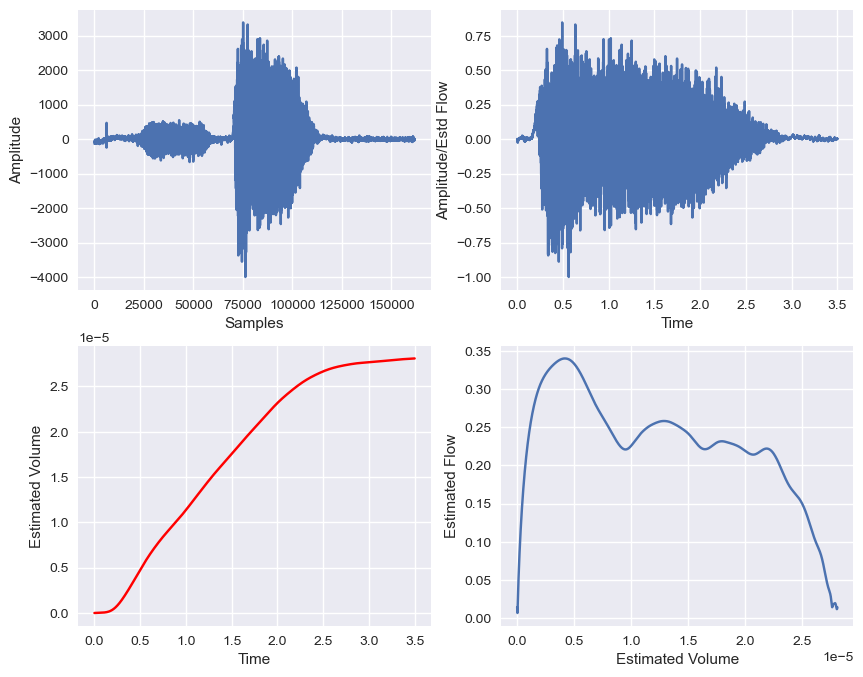 3000
2000
1000
0
−1000
−2000
−3000
−4000
Amplitude
0 25000 50000 75000 100000 125000 150000
Samples
0.75
0.50
0.25
0.00
−0.25
−0.50
−0.75
−1.00
Amplitude/Estd Flow
0.0 0.5 1.0 1.5 2.0 2.5 3.0 3.5
Time
1e−5
2.5
2.0
1.5
1.0
0.5
0.0
Estimated Volume
0.0 0.5 1.0 1.5 2.0 2.5 3.0 3.5
Time
0.35
0.30
0.25
0.20
0.15
0.10
0.05
0.00
Estimated Flow
0.0 0.5 1.0 1.5 2.0 2.5
1e−5
Estimated Volume